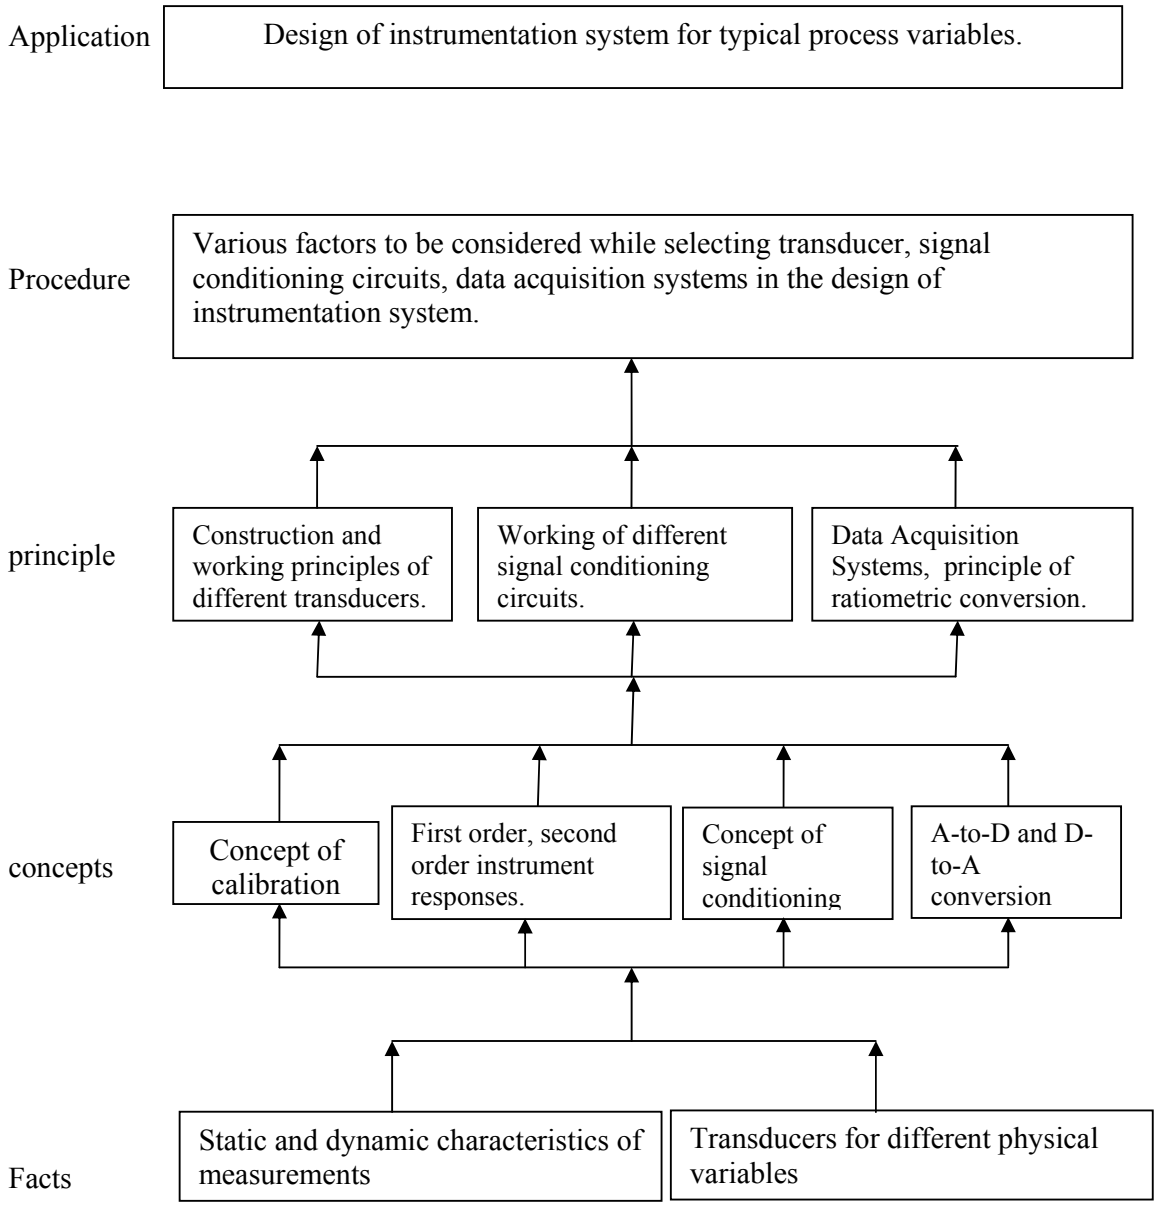 Application
Design of instrumentation system for typical process variables.
Procedure
Various factors to be considered while selecting transducer, signal
conditioning circuits, data acquisition systems in the design of
instrumentation system.
principle
Construction and
working principles of
different transducers.
Working of different
signal conditioning
circuits.
Data Acquisition
Systems, principle of
ratiometric conversion.
concepts
Concept of
calibration
First order, second
order instrument
responses.
Concept of
signal
conditioning
A-to-D and D-
to-A
conversion
Facts
Static and dynamic characteristics of
measurements
Transducers for different physical
variables